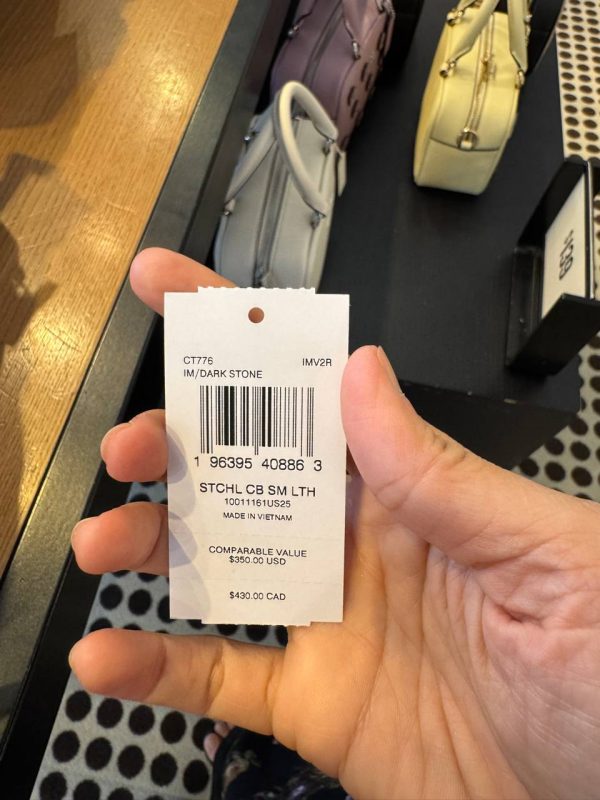 CT776 IMV2R
IM/DARK STONE
1 96395 40886 3
STCHL CB SM LTH
10011161US25
MADE IN VIETNAM
COMPARABLE VALUE
$350.00 USD
$430.00 CAD